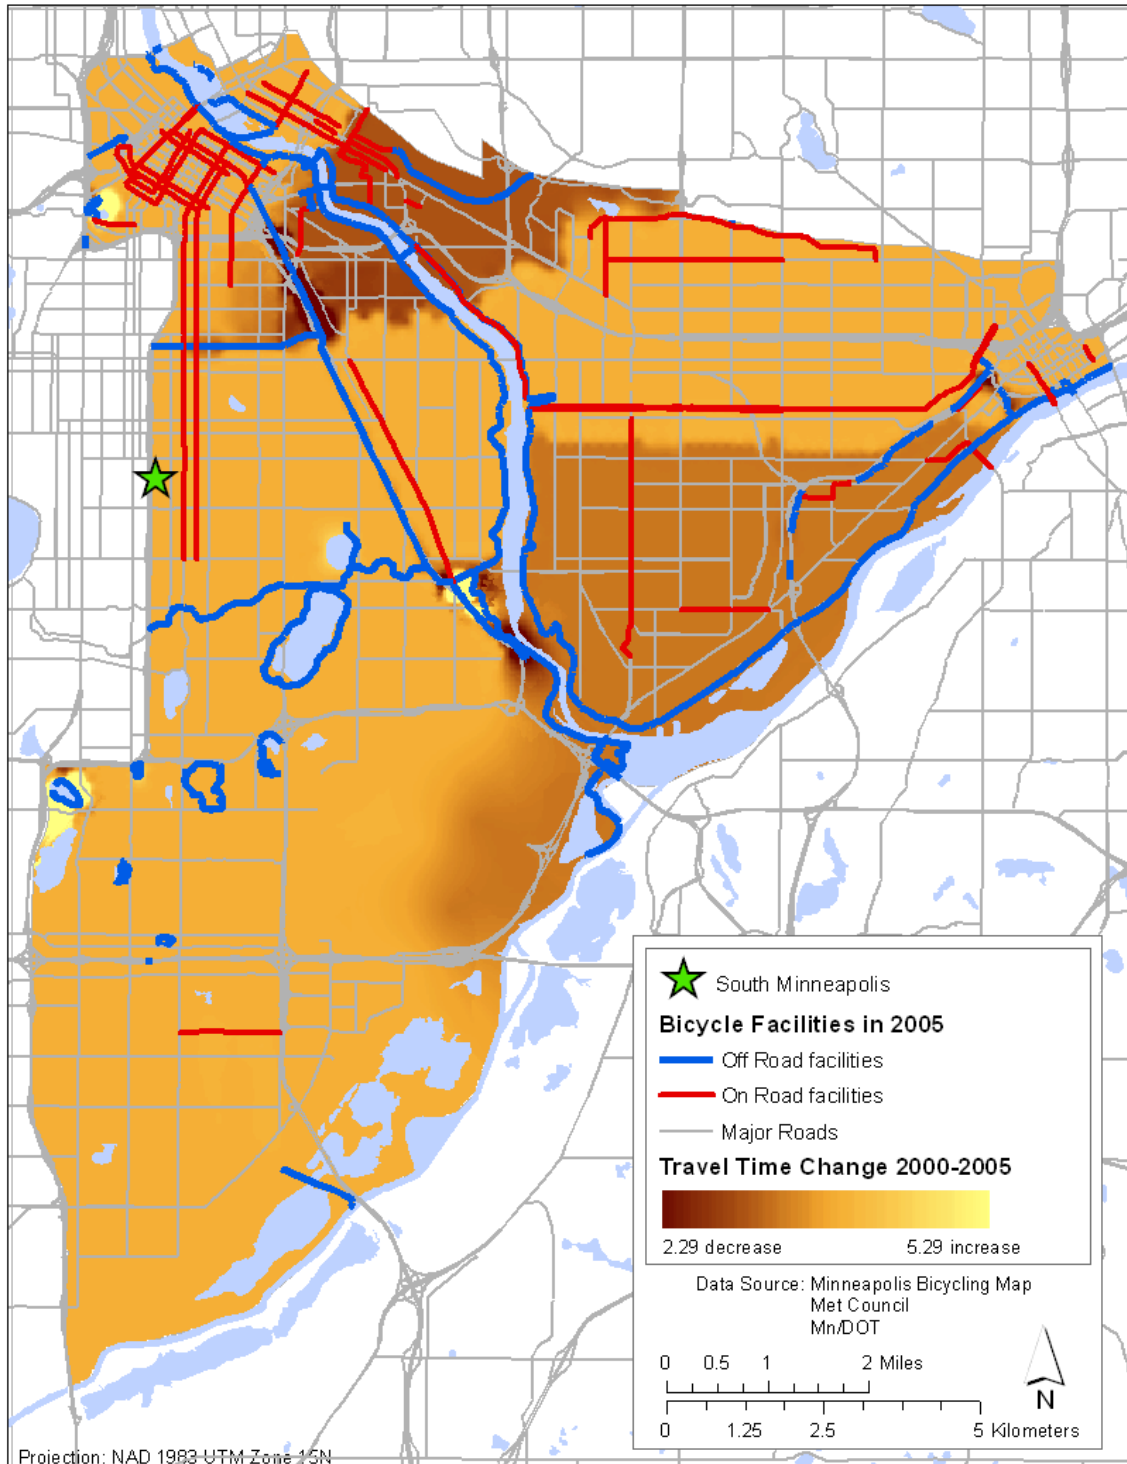 South Minneapolis
Bicycle Facilities in 2005
Off Road facilities
On Road facilities
Major Roads
Travel Time Change 2000-2005
2.29 decrease 5.29 increase
Data Source: Minneapolis Bicycling Map
Met Council
Mn/DOT
0 0.5 1 2 Miles
0 1.25 2.5 5 Kilometers
N
Projection: NAD 1983 UTM Zone 15N